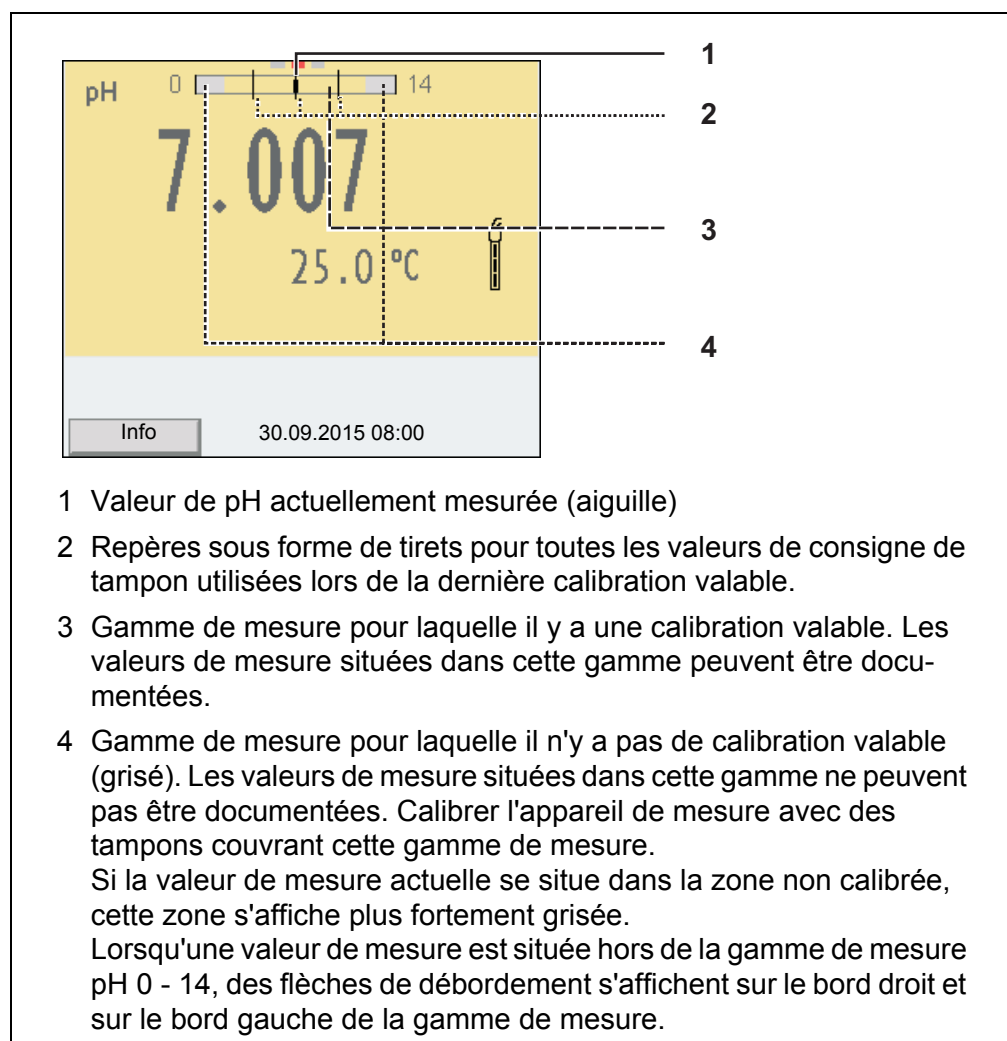 1
pH 0 14
2
7.007
3
25.0 °C
4
Info 30.09.2015 08:00
1 Valeur de pH actuellement mesurée (aiguille)
2 Repères sous forme de tirets pour toutes les valeurs de consigne de
tampon utilisées lors de la dernière calibration valable.
3 Gamme de mesure pour laquelle il y a une calibration valable. Les
valeurs de mesure situées dans cette gamme peuvent être docu-
mentées.
4 Gamme de mesure pour laquelle il n'y a pas de calibration valable
(grisé). Les valeurs de mesure situées dans cette gamme ne peuvent
pas être documentées. Calibrer l'appareil de mesure avec des
tampons couvrant cette gamme de mesure.
Si la valeur de mesure actuelle se situe dans la zone non calibrée,
cette zone s'affiche plus fortement grisée.
Lorsqu'une valeur de mesure est située hors de la gamme de mesure
pH 0 - 14, des flèches de débordement s'affichent sur le bord droit et
sur le bord gauche de la gamme de mesure.